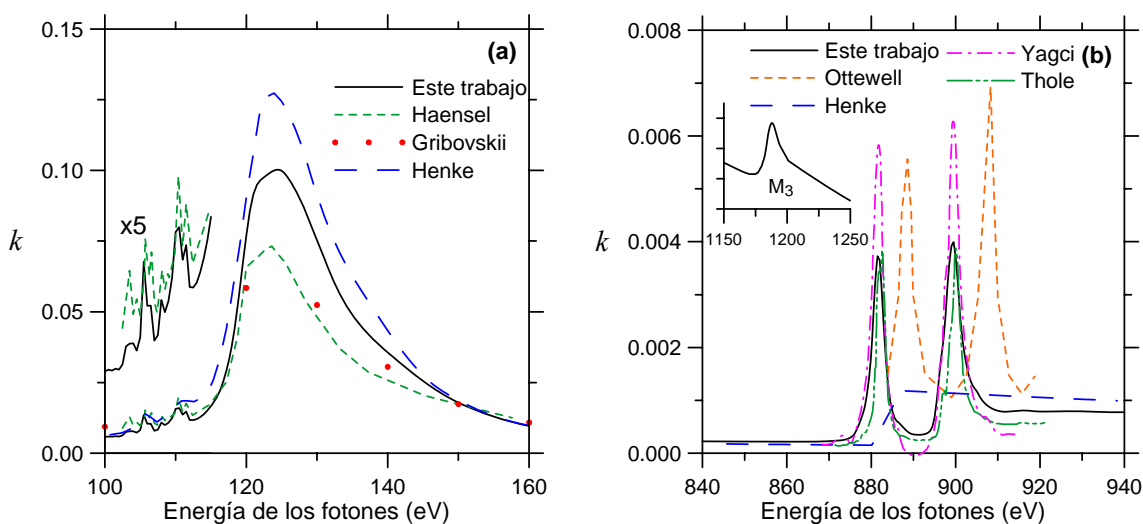 (a)
0.15
0.10
0.05
0.00
k
x5
Este trabajo
Haensel
Gribovskii
Henke
100 120 140 160
Energía de los fotones (eV)
(b)
0.008
0.006
0.004
0.002
0.000
k
Este trabajo
Ottewell
Henke
Yagci
Thole
M3
1150 1200 1250
840 860 880 900 920 940
Energía de los fotones (eV)